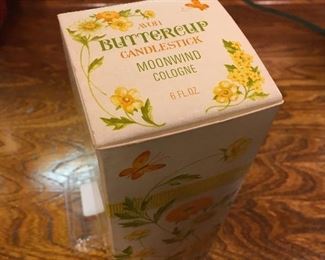 AVON
BUTTERCUP
CANDLESTICK
MOONWIND
COLOGNE
6 FL.OZ.